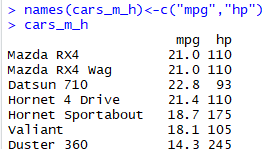 > names(cars_m_h)<-c("mpg","hp")
> cars_m_h
mpg hp
Mazda RX4 21.0 110
Mazda RX4 Wag 21.0 110
Datsun 710 22.8 93
Hornet 4 Drive 21.4 110
Hornet Sportabout 18.7 175
Valiant 18.1 105
Duster 360 14.3 245